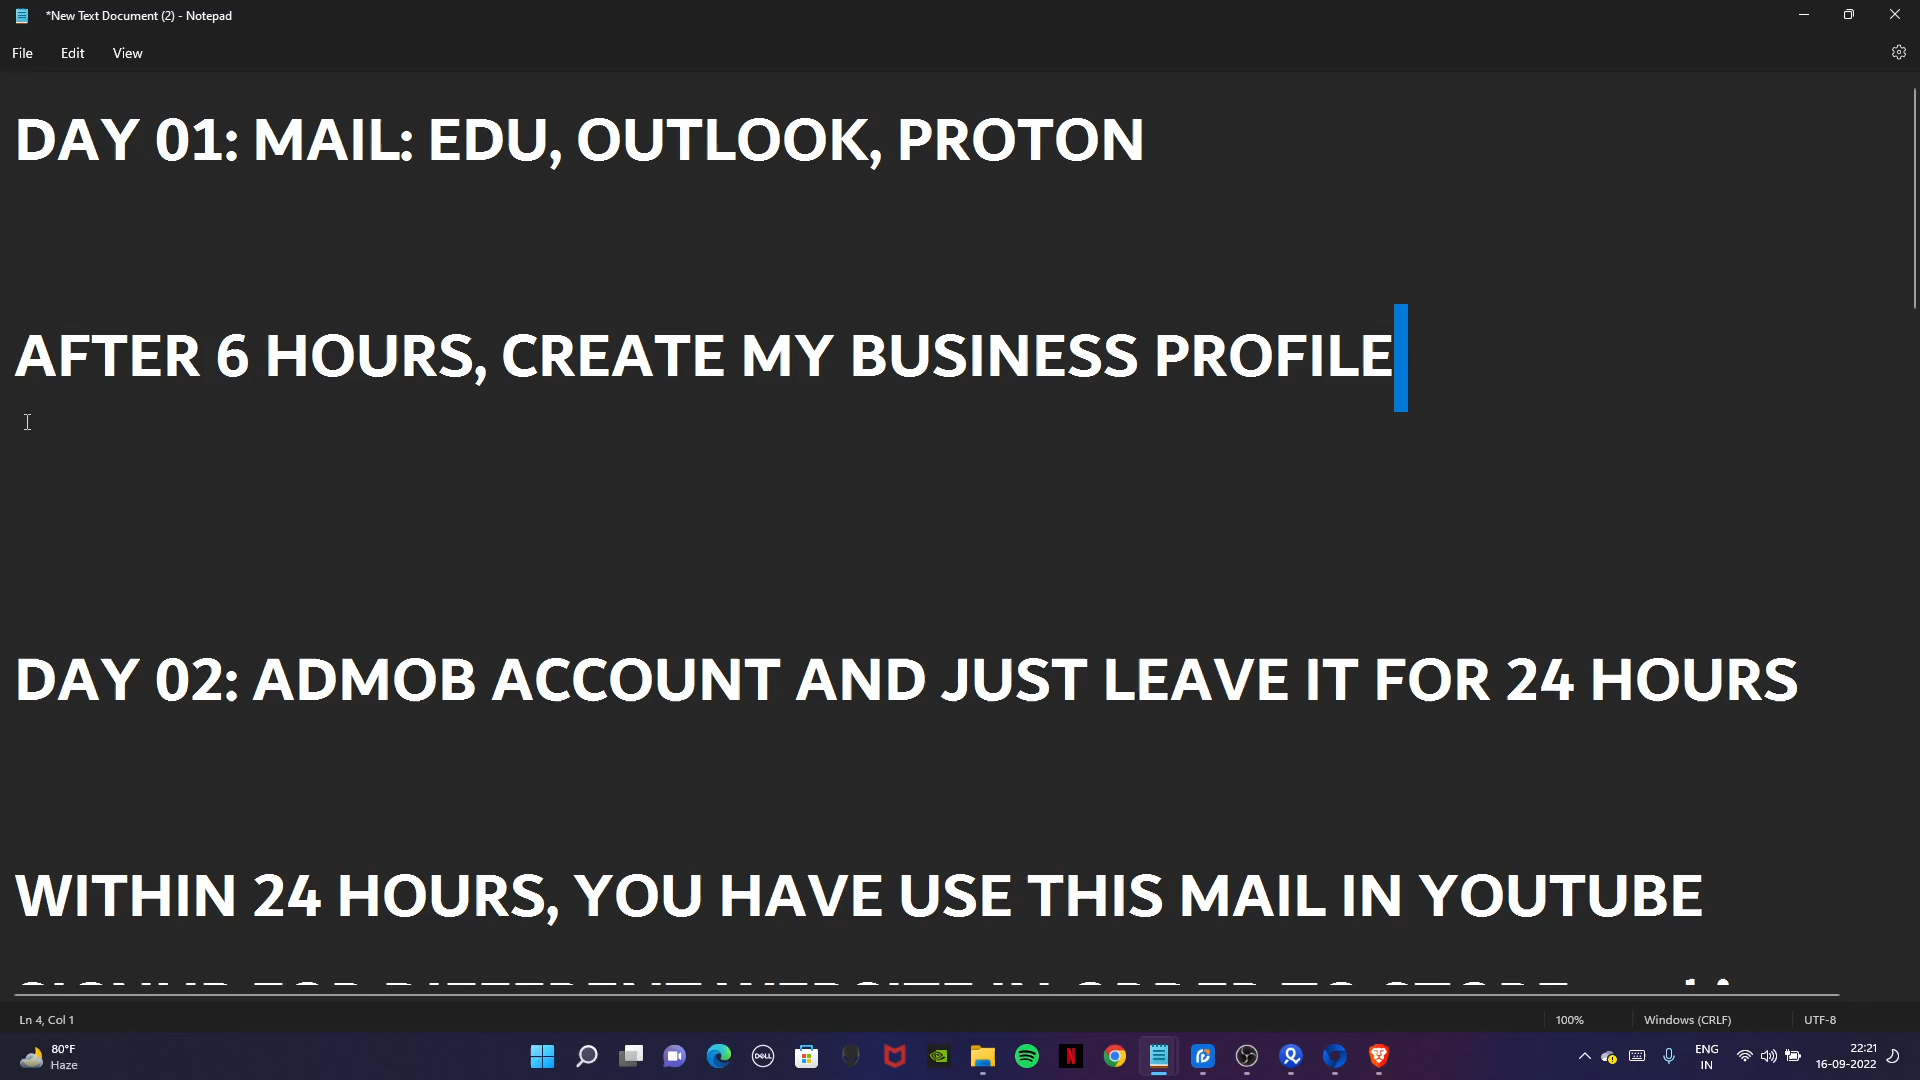 *New Text Document (2) - Notepad
File Edit View
DAY 01: MAIL: EDU, OUTLOOK, PROTON
AFTER 6 HOURS, CREATE MY BUSINESS PROFILE
DAY 02: ADMOB ACCOUNT AND JUST LEAVE IT FOR 24 HOURS
WITHIN 24 HOURS, YOU HAVE USE THIS MAIL IN YOUTUBE
Ln 4, Col 1 100% Windows (CRLF) UTF-8
80°F
Haze
DELL
N
ENG
IN
22:21
16-09-2022